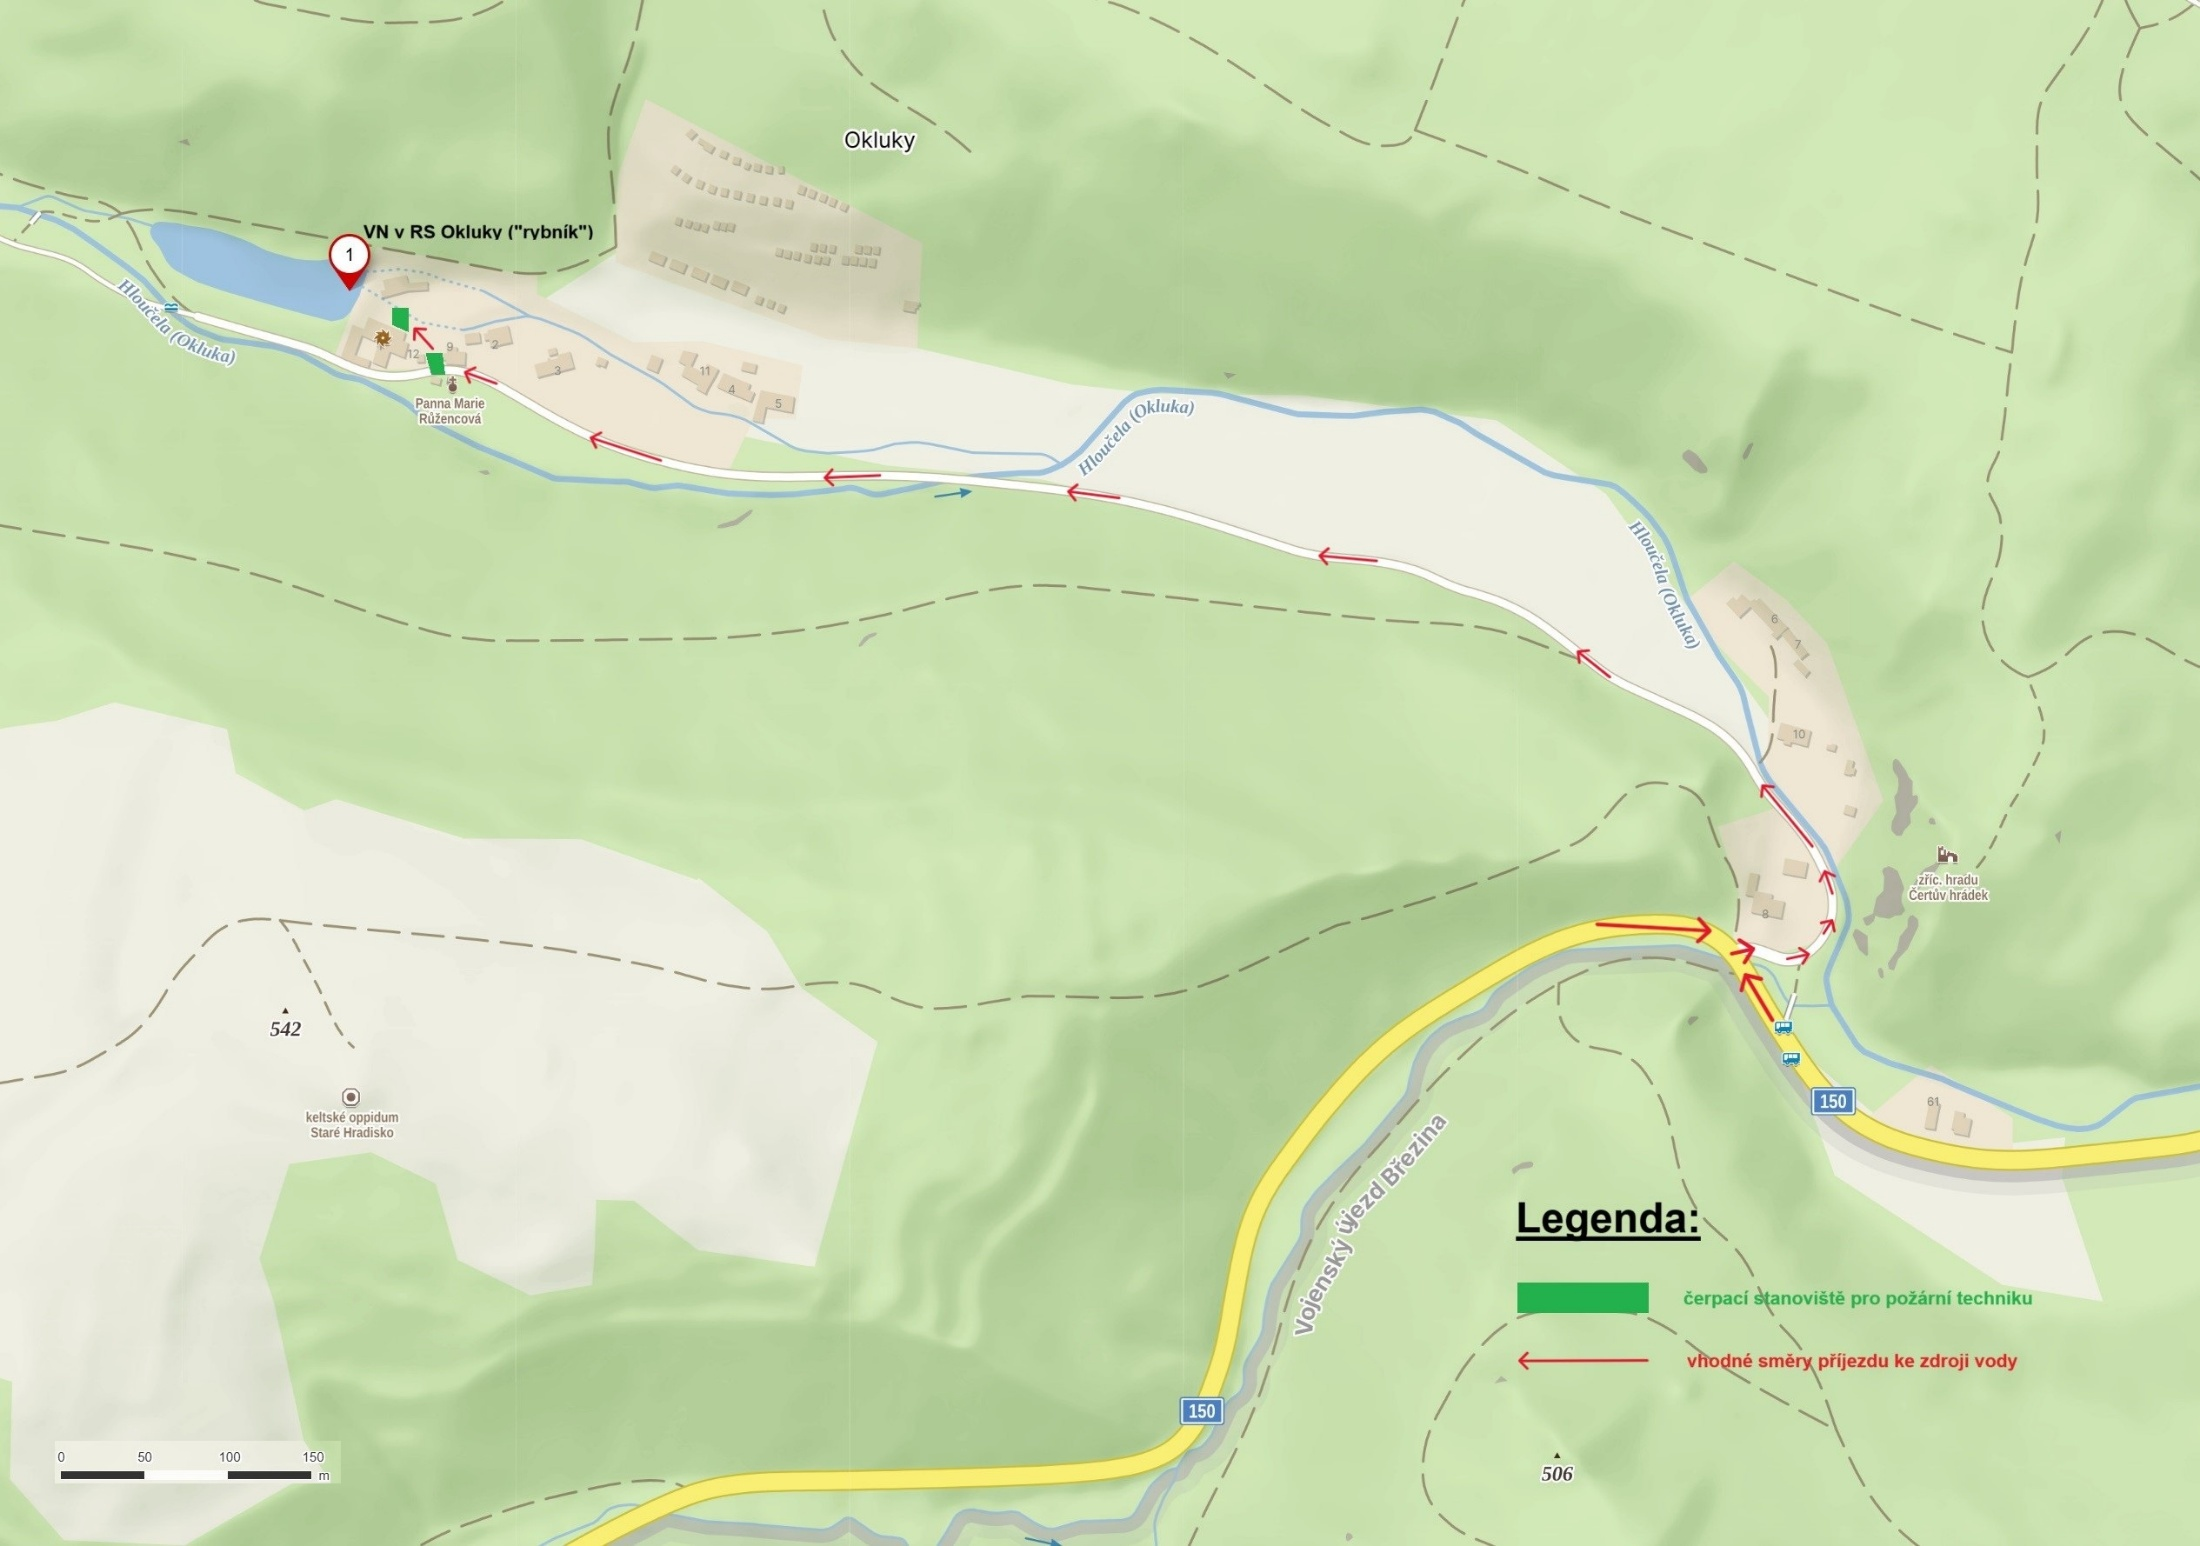 Okluky
VN v RS Okluky ("rybník")
1
Hloučela (Okluka)
12
9
2
3
11
4
5
Panna Marie
Růžencová
Hloučela (Okluka)
Hloučela (Okluka)
6
7
10
8
zříc. hradu
Čertův hrádek
542
keltské oppidum
Staré Hradisko
150
61
Vojenský újezd Březina
Legenda:
čerpací stanoviště pro požární techniku
vhodné směry příjezdu ke zdroji vody
150
506
0 50 100 150
m